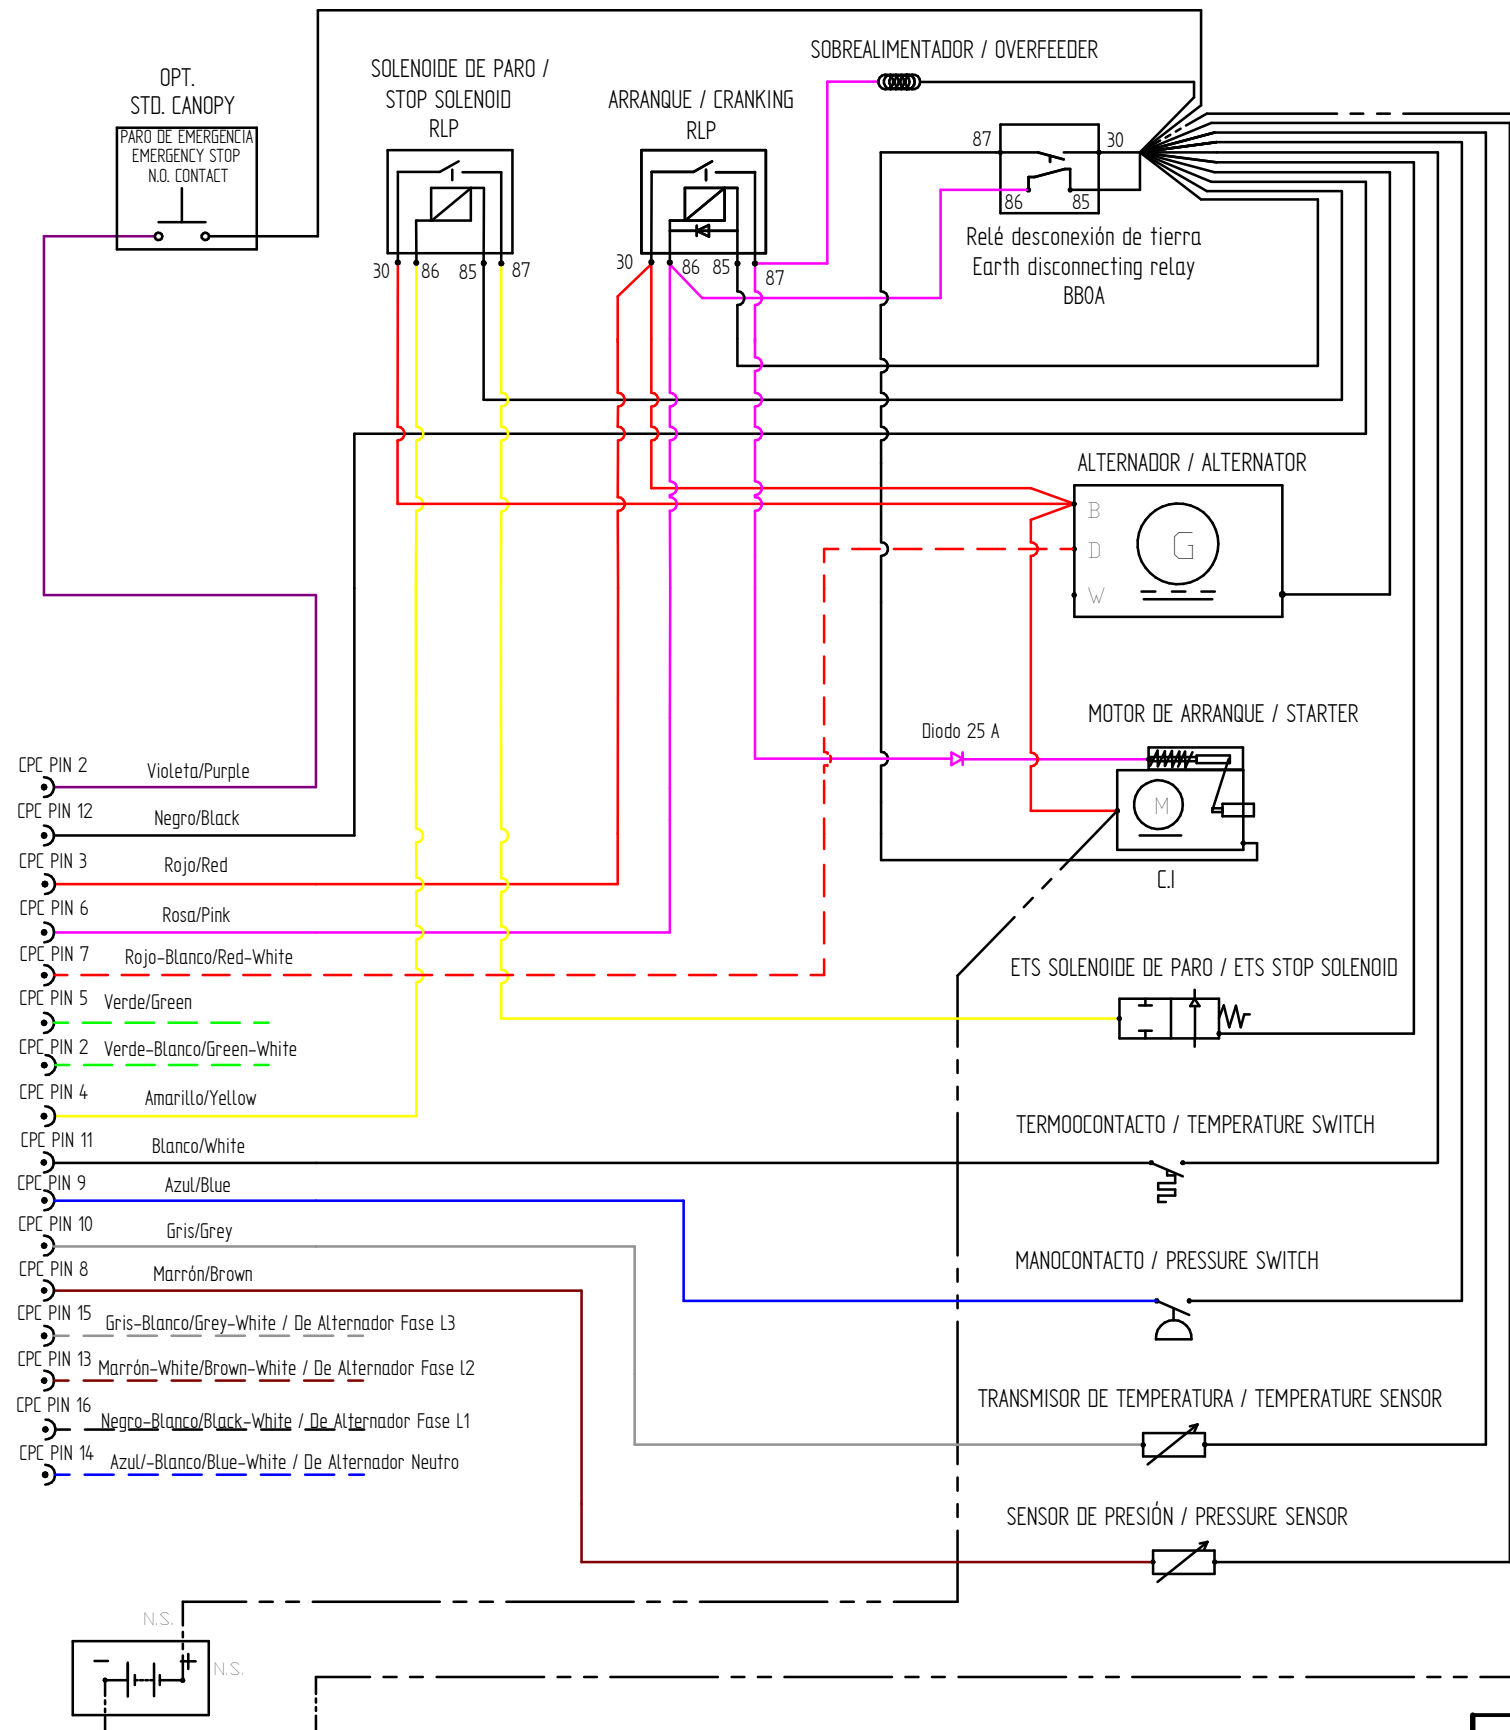 OPT.
STD. CANOPY
PARO DE EMERGENCIA
EMERGENCY STOP
N.O. CONTACT
SOLENOIDE DE PARO /
STOP SOLENOID
RLP
30
86
85
87
ARRANQUE / CRANKING
RLP
30
86
85
87
SOBREALIMENTADOR / OVERFEEDER
87
30
86
85
Relé desconexión de tierra
Earth disconnecting relay
BB0A
ALTERNADOR / ALTERNATOR
B
D
W
G
MOTOR DE ARRANQUE / STARTER
Diodo 25 A
M
C.I
ETS SOLENOIDE DE PARO / ETS STOP SOLENOID
TERMOOCONTACTO / TEMPERATURE SWITCH
MANOCONTACTO / PRESSURE SWITCH
TRANSMISOR DE TEMPERATURA / TEMPERATURE SENSOR
SENSOR DE PRESIÓN / PRESSURE SENSOR
CPC PIN 2
Violeta/Purple
CPC PIN 12
Negro/Black
CPC PIN 3
Rojo/Red
CPC PIN 6
Rosa/Pink
CPC PIN 7
Rojo-Blanco/Red-White
CPC PIN 5
Verde/Green
CPC PIN 2
Verde-Blanco/Green-White
CPC PIN 4
Amarillo/Yellow
CPC PIN 11
Blanco/White
CPC PIN 9
Azul/Blue
CPC PIN 10
Gris/Grey
CPC PIN 8
Marrón/Brown
CPC PIN 15
Gris-Blanco/Grey-White / De Alternador Fase L3
CPC PIN 13
Marrón-White/Brown-White / De Alternador Fase L2
CPC PIN 16
Negro-Blanco/Black-White / De Alternador Fase L1
CPC PIN 14
Azul/-Blanco/Blue-White / De Alternador Neutro
N.S.
N.S.
- +